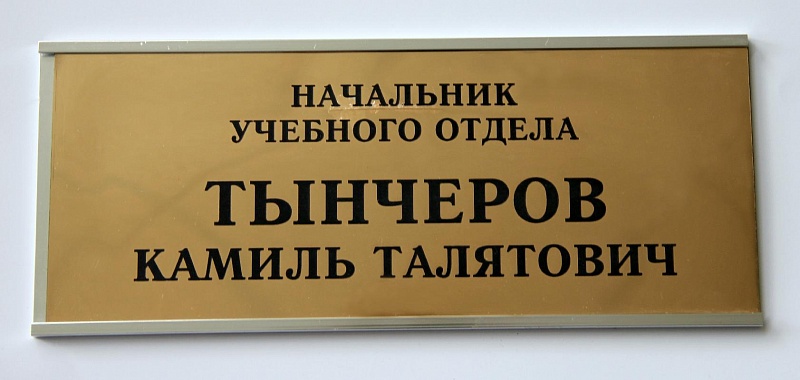 НАЧАЛЬНИК
УЧЕБНОГО ОТДЕЛА
ТЫНЧЕРОВ
КАМИЛЬ ТАЛЯТОВИЧ